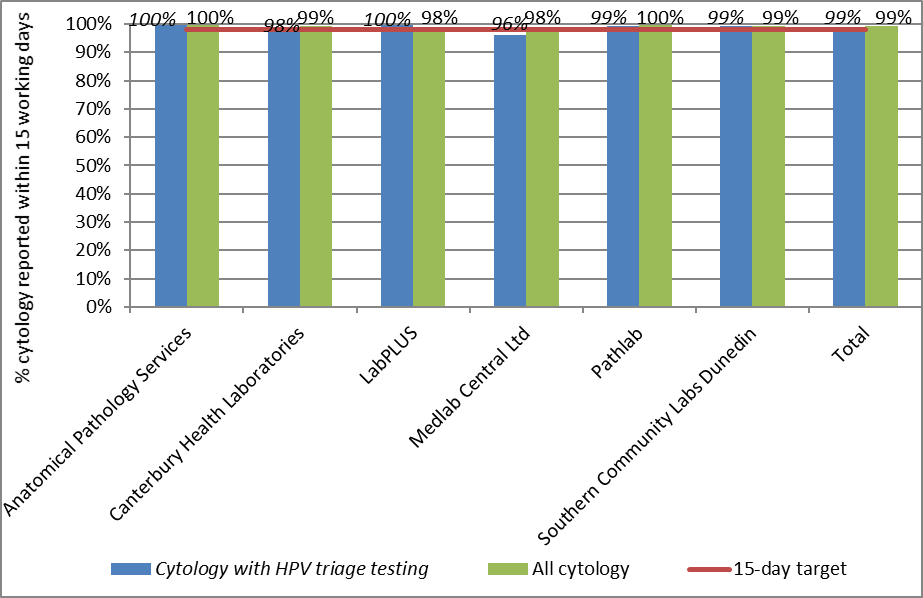 100% 100% 98% 99% 100% 98% 96% 98% 99% 100% 99% 99% 99% 99%
% cytology reported within 15 working days
100%
90%
80%
70%
60%
50%
40%
30%
20%
10%
0%
Anatomical Pathology Services
Canterbury Health Laboratories
LabPLUS
Medlab Central Ltd
Pathlab
Southern Community Labs Dunedin
Total
Cytology with HPV triage testing
All cytology
15-day target